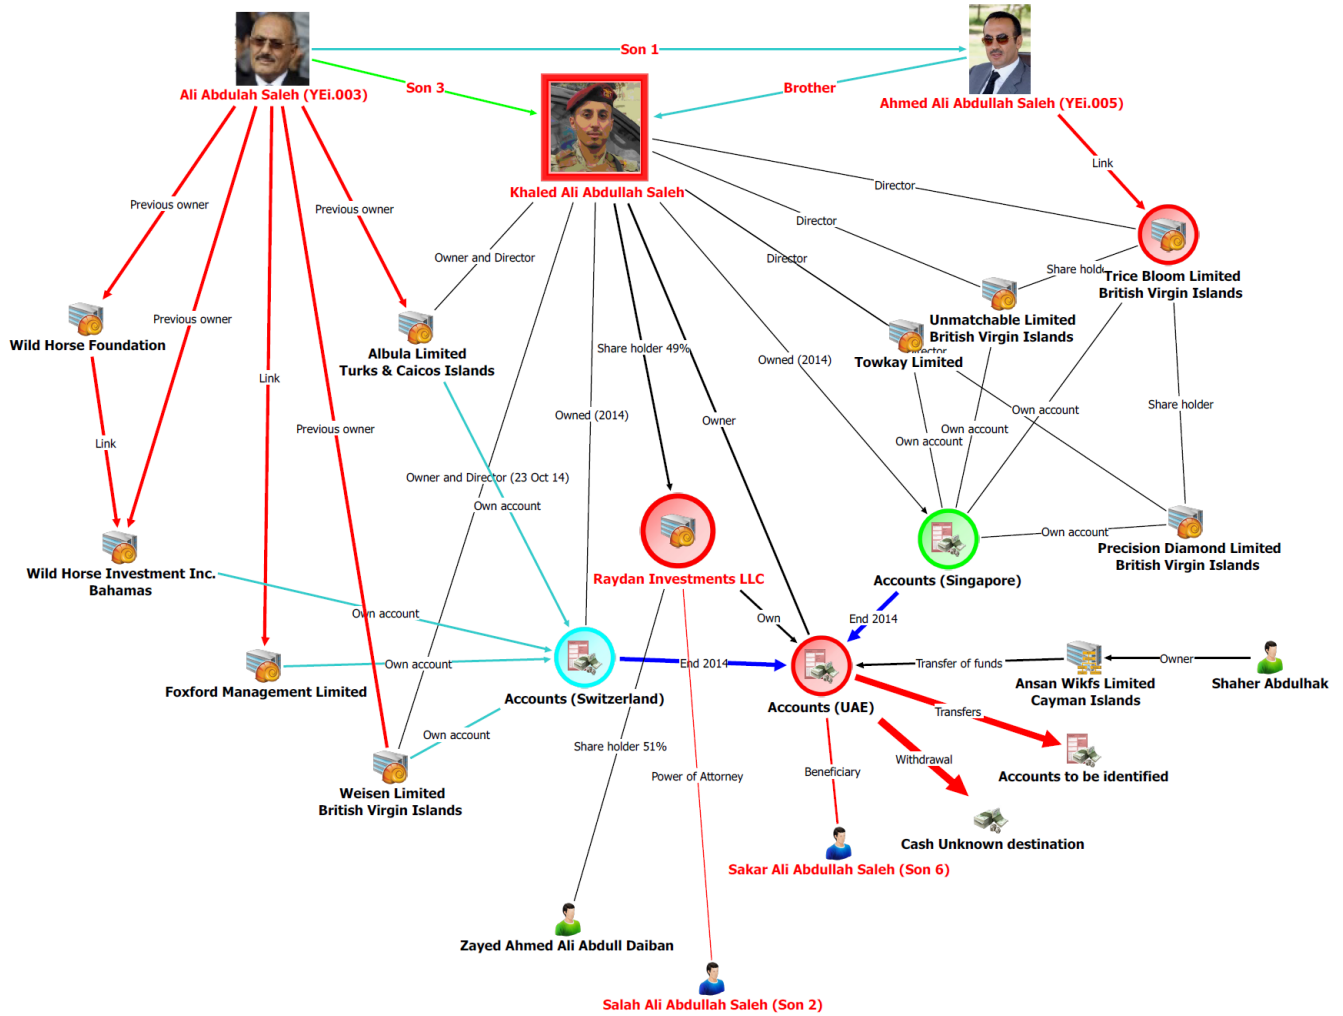 Son 1
Ali Abdulah Saleh (YEi.003)
Son 3
Brother
Ahmed Ali Abdullah Saleh (YEi.005)
Khaled Ali Abdullah Saleh
Link
Director
Previous owner
Previous owner
Director
Owner and Director
Director
Share hold
Trice Bloom Limited
British Virgin Islands
Unmatchable Limited
British Virgin Islands
Wild Horse Foundation
Previous owner
Albula Limited
Turks & Caicos Islands
Share holder 49%
Director
Towkay Limited
Owned (2014)
Link
Share holder
Own account
Owned (2014)
Owner
Previous owner
Own account
Own account
Link
Owner and Director (23 Oct 14)
Own account
Own account
Precision Diamond Limited
British Virgin Islands
Wild Horse Investment Inc.
Bahamas
Raydan Investments LLC
Accounts (Singapore)
Own account
Own
End 2014
Own account
End 2014
Transfer of funds
Owner
Foxford Management Limited
Accounts (Switzerland)
Accounts (UAE)
Ansan Wikfs Limited
Cayman Islands
Shaher Abdulhak
Transfers
Own account
Share holder 51%
Withdrawal
Power of Attorney
Beneficiary
Accounts to be identified
Weisen Limited
British Virgin Islands
Cash Unknown destination
Sakar Ali Abdullah Saleh (Son 6)
Zayed Ahmed Ali Abdull Daiban
Salah Ali Abdullah Saleh (Son 2)